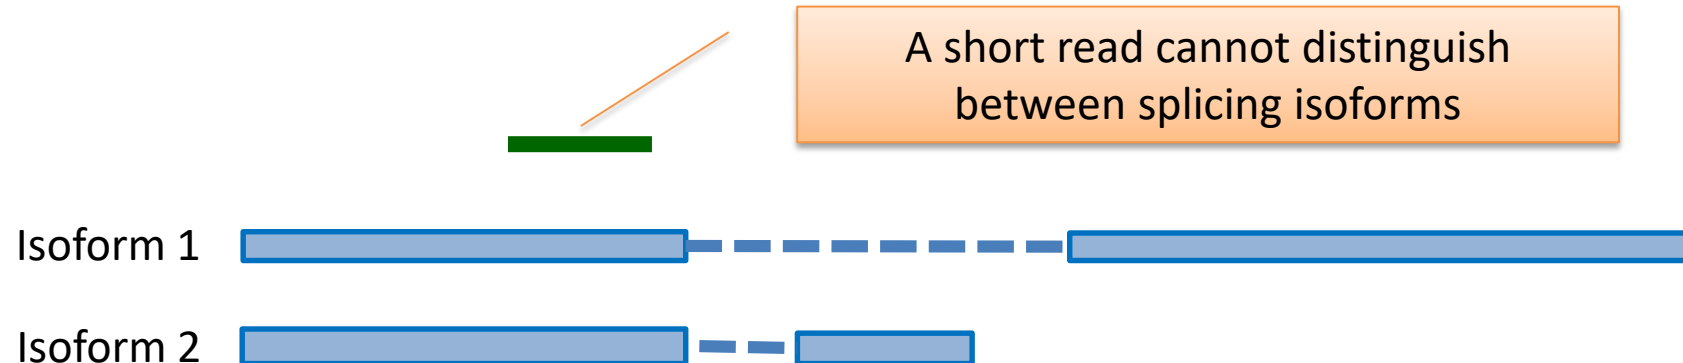 A short read cannot distinguish
between splicing isoforms
Isoform 1
Isoform 2